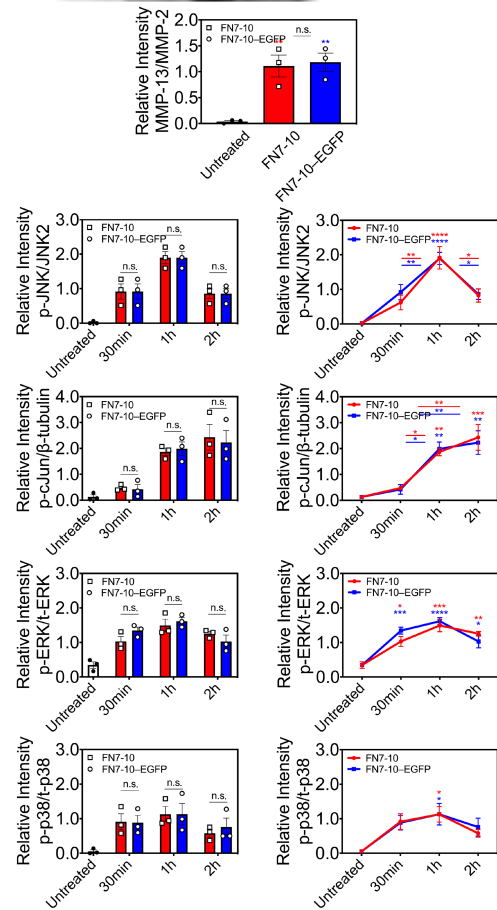 Relative Intensity
MMP-13/MMP-2
2.0
1.5
1.0
0.5
0.0
FN7-10
FN7-10–EGFP
n.s.
**
**
Untreated
FN7-10
FN7-10–EGFP
Relative Intensity
p-JNK/JNK2
3.0
2.0
1.0
0.0
FN7-10
FN7-10–EGFP
n.s.
n.s.
n.s.
Untreated
30min
1h
2h
Relative Intensity
p-JNK/JNK2
3.0
2.0
1.0
0.0
FN7-10
FN7-10–EGFP
****
****
**
**
*
*
Untreated
30min
1h
2h
Relative Intensity
p-cJun/β-tubulin
4.0
3.0
2.0
1.0
0.0
FN7-10
FN7-10–EGFP
n.s.
n.s.
n.s.
Untreated
30min
1h
2h
Relative Intensity
p-cJun/β-tubulin
4.0
3.0
2.0
1.0
0.0
FN7-10
FN7-10–EGFP
**
**
***
**
*
*
**
**
Untreated
30min
1h
2h
Relative Intensity
p-ERK/t-ERK
3.0
2.0
1.0
0.0
FN7-10
FN7-10–EGFP
n.s.
n.s.
n.s.
Untreated
30min
1h
2h
Relative Intensity
p-ERK/t-ERK
3.0
2.0
1.0
0.0
FN7-10
FN7-10–EGFP
*
***
***
****
**
*
Untreated
30min
1h
2h
Relative Intensity
p-p38/t-p38
3.0
2.0
1.0
0.0
FN7-10
FN7-10–EGFP
n.s.
n.s.
n.s.
Untreated
30min
1h
2h
Relative Intensity
p-p38/t-p38
3.0
2.0
1.0
0.0
FN7-10
FN7-10–EGFP
*
*
Untreated
30min
1h
2h